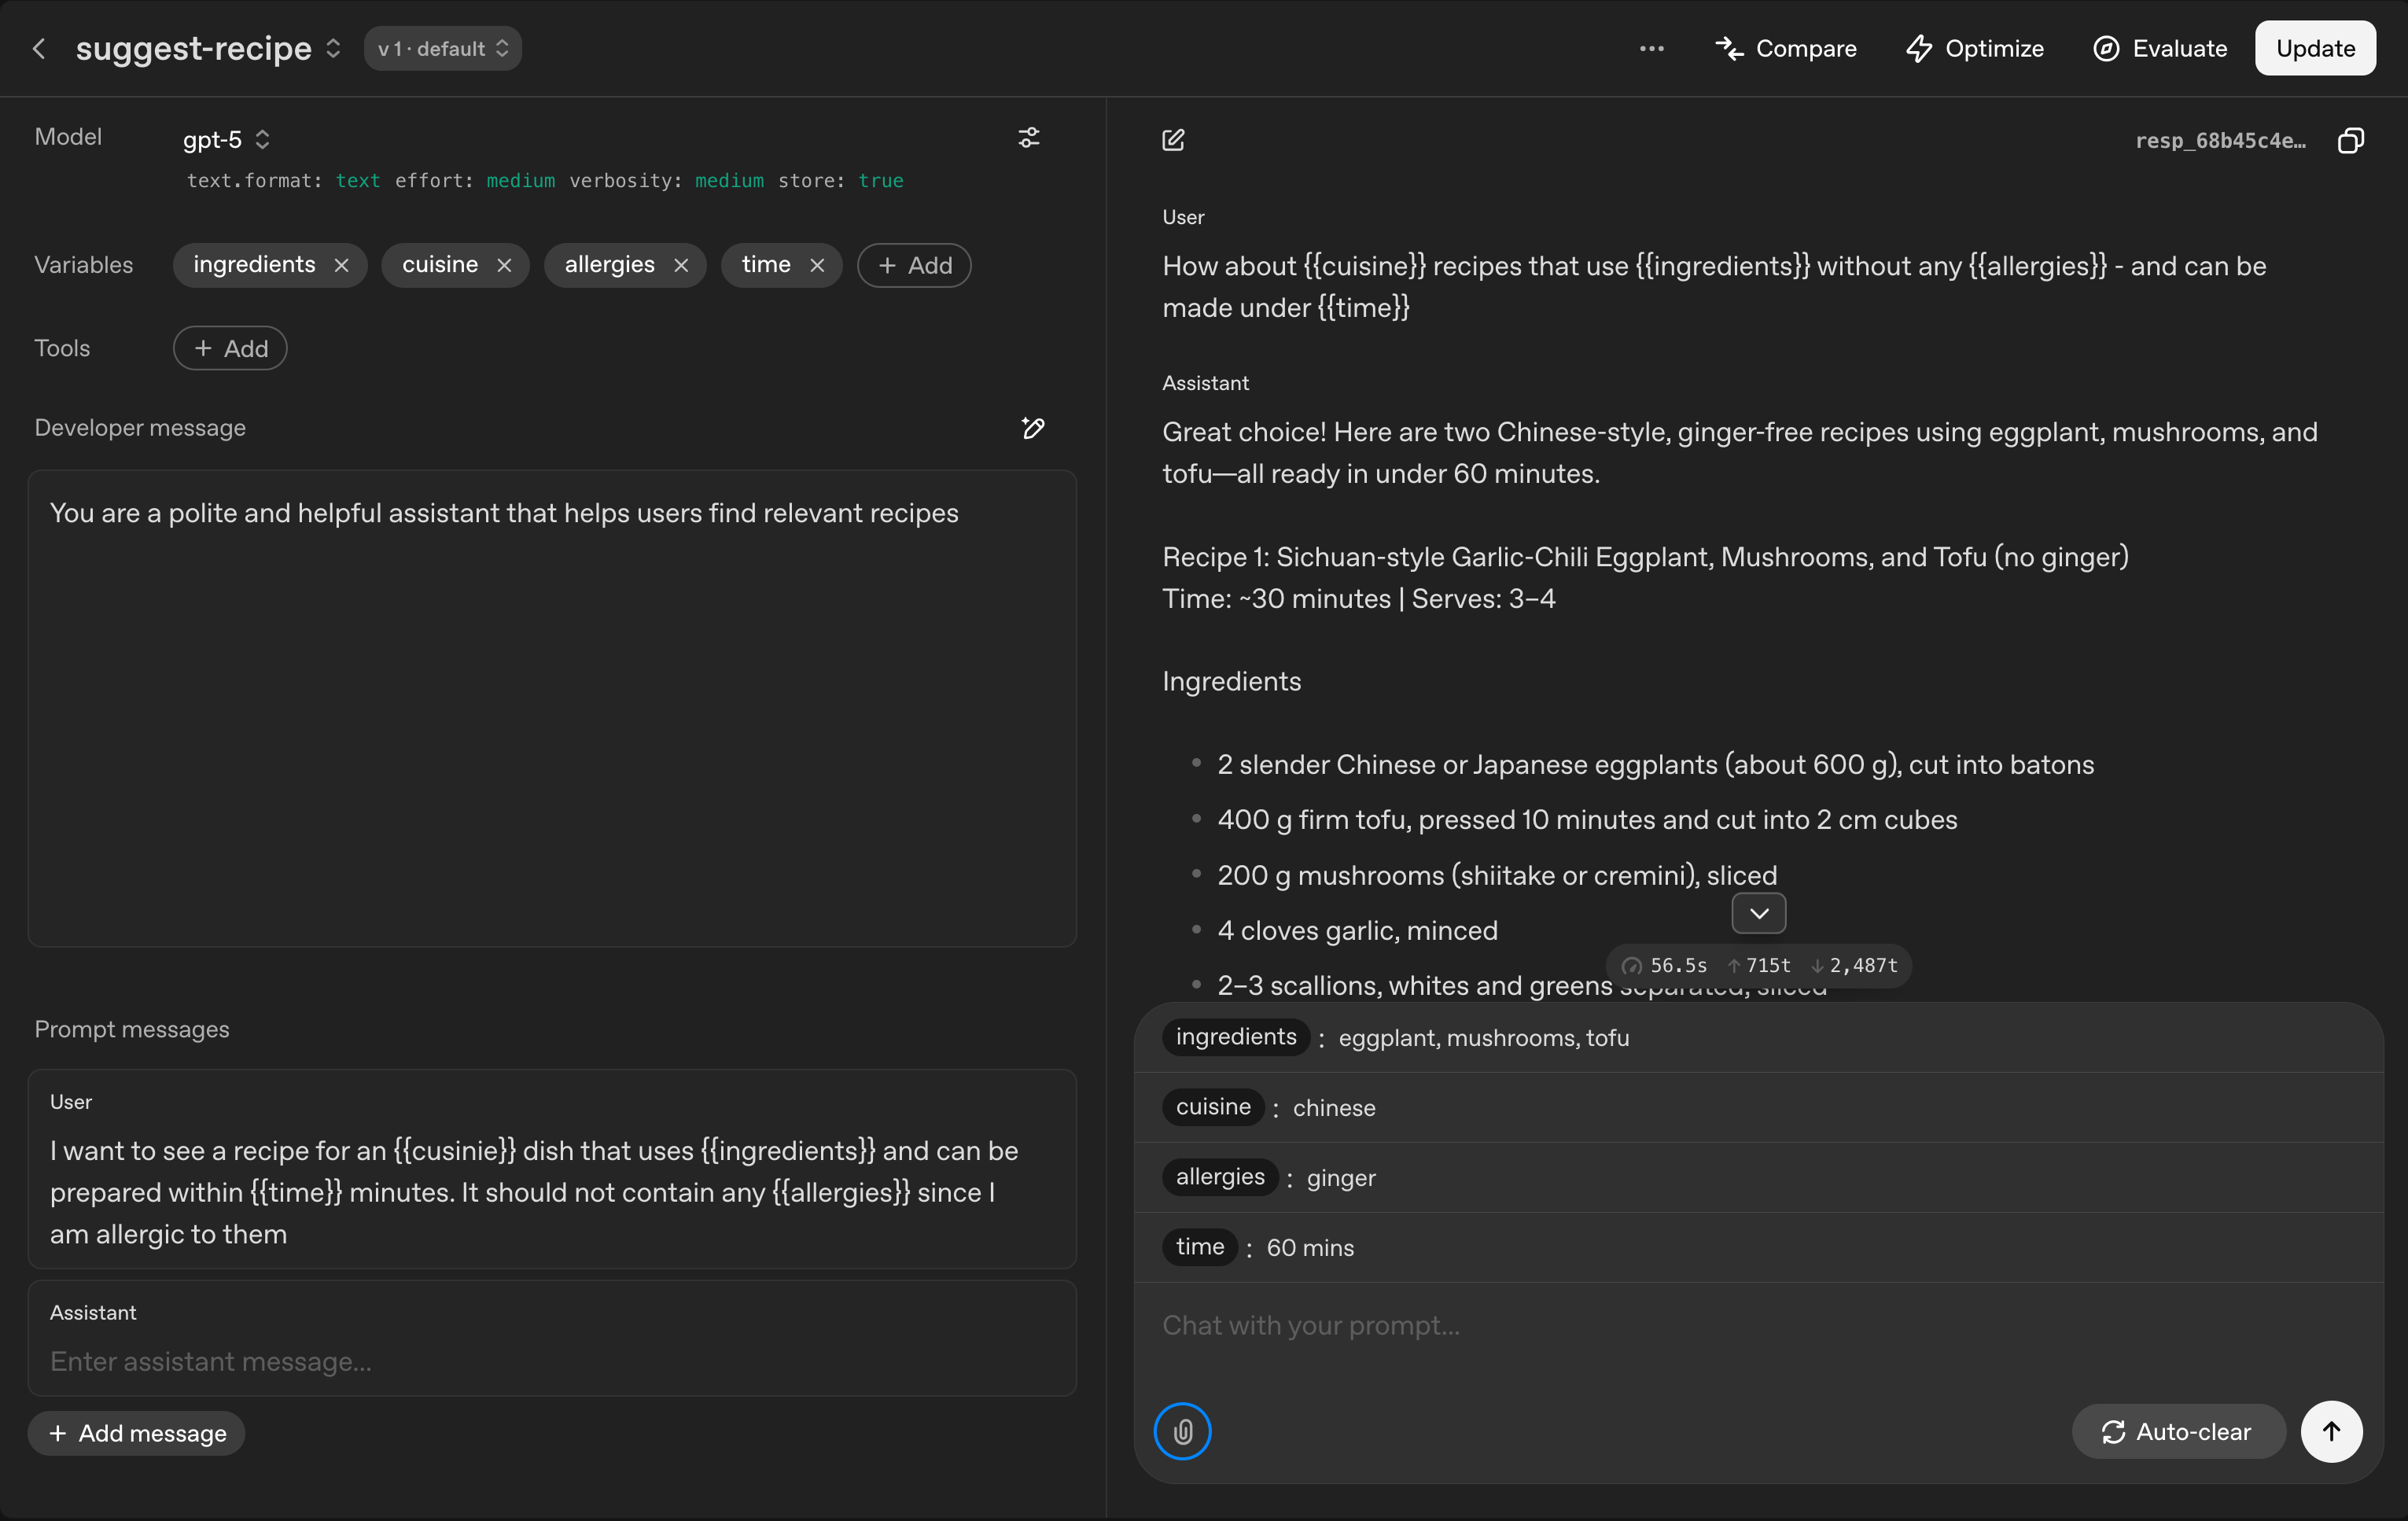 suggest-recipe
v 1 · default
Compare
Optimize
Evaluate
Update
Model
gpt-5
text.format: text effort: medium verbosity: medium store: true
Variables
ingredients
cuisine
allergies
time
+ Add
Tools
+ Add
Developer message
You are a polite and helpful assistant that helps users find relevant recipes
Prompt messages
User
I want to see a recipe for an {{cusinie}} dish that uses {{ingredients}} and can be
prepared within {{time}} minutes. It should not contain any {{allergies}} since I
am allergic to them
Assistant
Enter assistant message...
+ Add message
resp_68b45c4e…
User
How about {{cuisine}} recipes that use {{ingredients}} without any {{allergies}} - and can be
made under {{time}}
Assistant
Great choice! Here are two Chinese-style, ginger-free recipes using eggplant, mushrooms, and
tofu—all ready in under 60 minutes.
Recipe 1: Sichuan-style Garlic-Chili Eggplant, Mushrooms, and Tofu (no ginger)
Time: ~30 minutes | Serves: 3–4
Ingredients
• 2 slender Chinese or Japanese eggplants (about 600 g), cut into batons
• 400 g firm tofu, pressed 10 minutes and cut into 2 cm cubes
• 200 g mushrooms (shiitake or cremini), sliced
• 4 cloves garlic, minced
• 2–3 scallions, whites and greens separated, sliced
56.5s ↑ 715t ↓ 2,487t
ingredients : eggplant, mushrooms, tofu
cuisine : chinese
allergies : ginger
time : 60 mins
Chat with your prompt...
Auto-clear